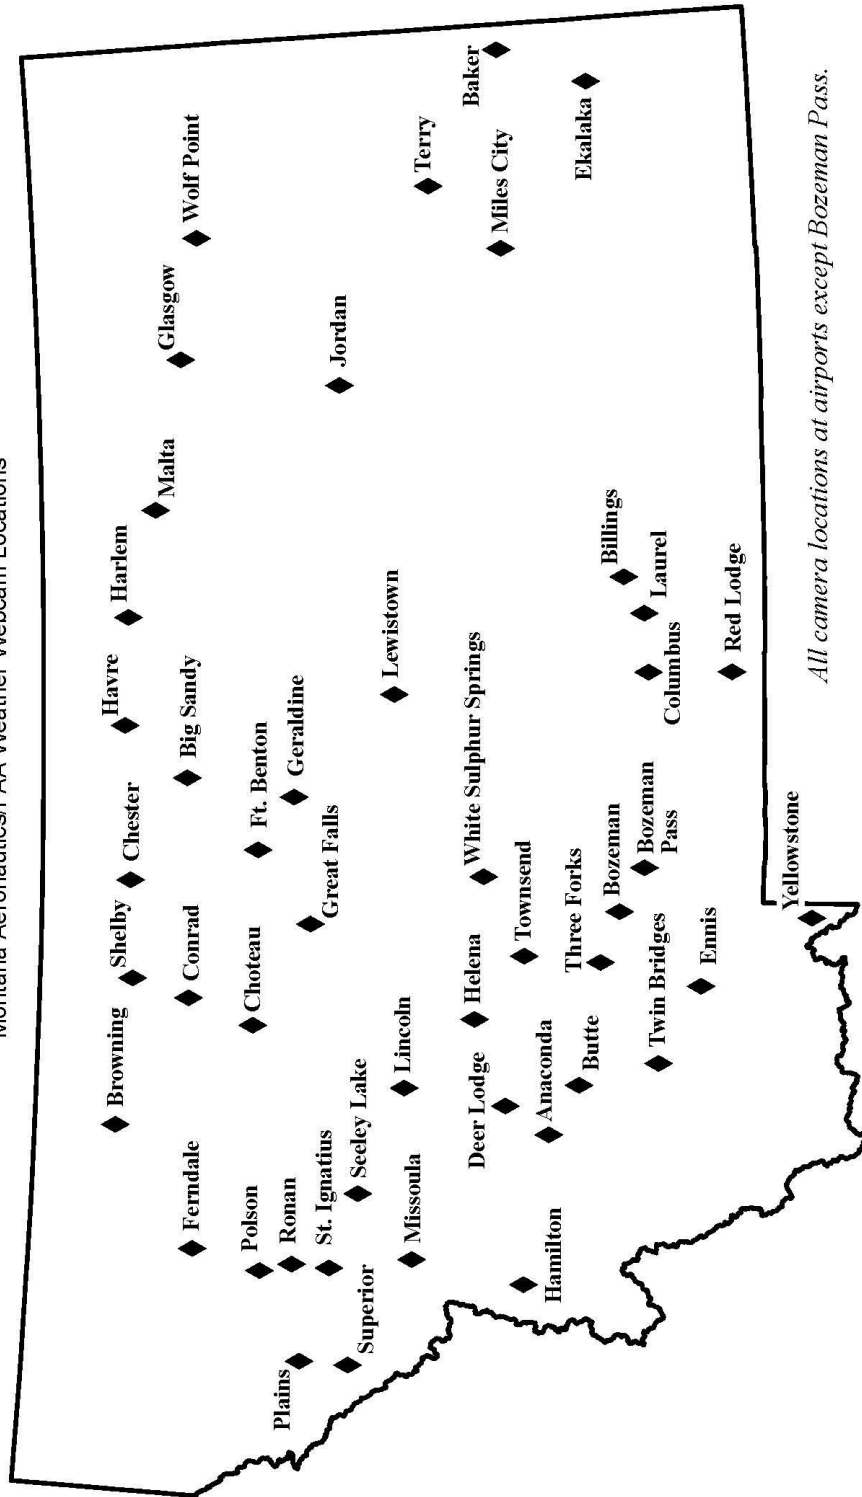 Montana Aeronautics/FAA Weather Webcam Locations
Browning
Shelby
Chester
Havre
Harlem
Malta
Glasgow
Wolf Point
Ferndale
Conrad
Big Sandy
Polson
Choteau
Ft. Benton
Plains
Ronan
Geraldine
St. Ignatius
Great Falls
Jordan
Superior
Seeley Lake
Missoula
Lincoln
Lewistown
Terry
Baker
Deer Lodge
Helena
White Sulphur Springs
Miles City
Hamilton
Anaconda
Townsend
Ekalaka
Butte
Three Forks
Bozeman
Billings
Twin Bridges
Bozeman
Pass
Laurel
Columbus
Ennis
Red Lodge
Yellowstone
All camera locations at airports except Bozeman Pass.